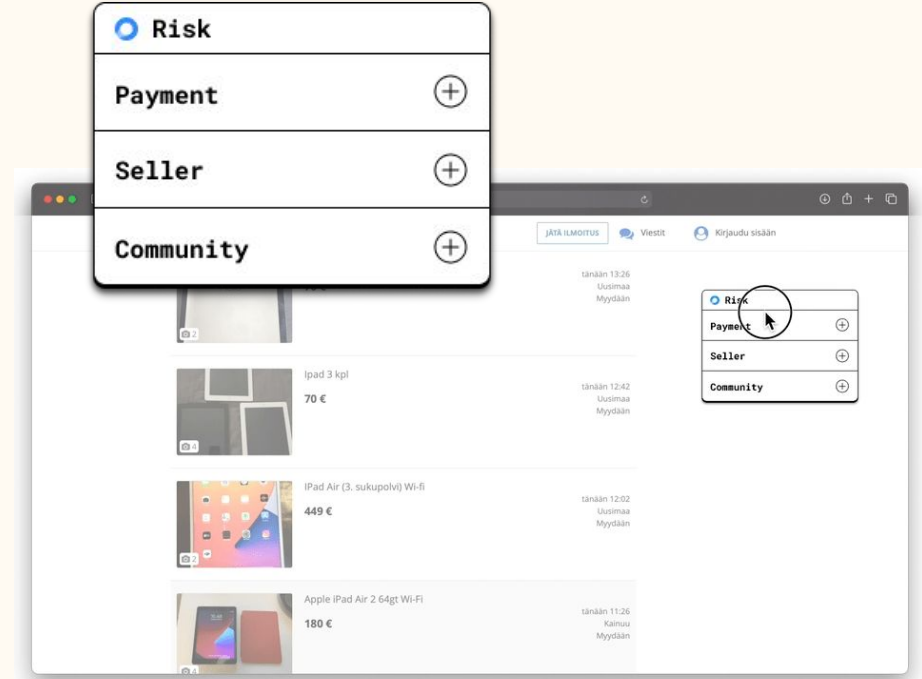 Risk
Payment
Seller
Community
JÄTÄ ILMOITUS
Viestit
Kirjaudu sisään
tänään 13:26
Uusimaa
Myydään
2
Ipad 3 kpl
70 €
tänään 12:42
Uusimaa
Myydään
4
IPad Air (3. sukupolvi) Wi-fi
449 €
tänään 12:02
Uusimaa
Myydään
2
Apple iPad Air 2 64gt Wi-Fi
180 €
tänään 11:26
Kainuu
Myydään
4
Risk
Payment
Seller
Community